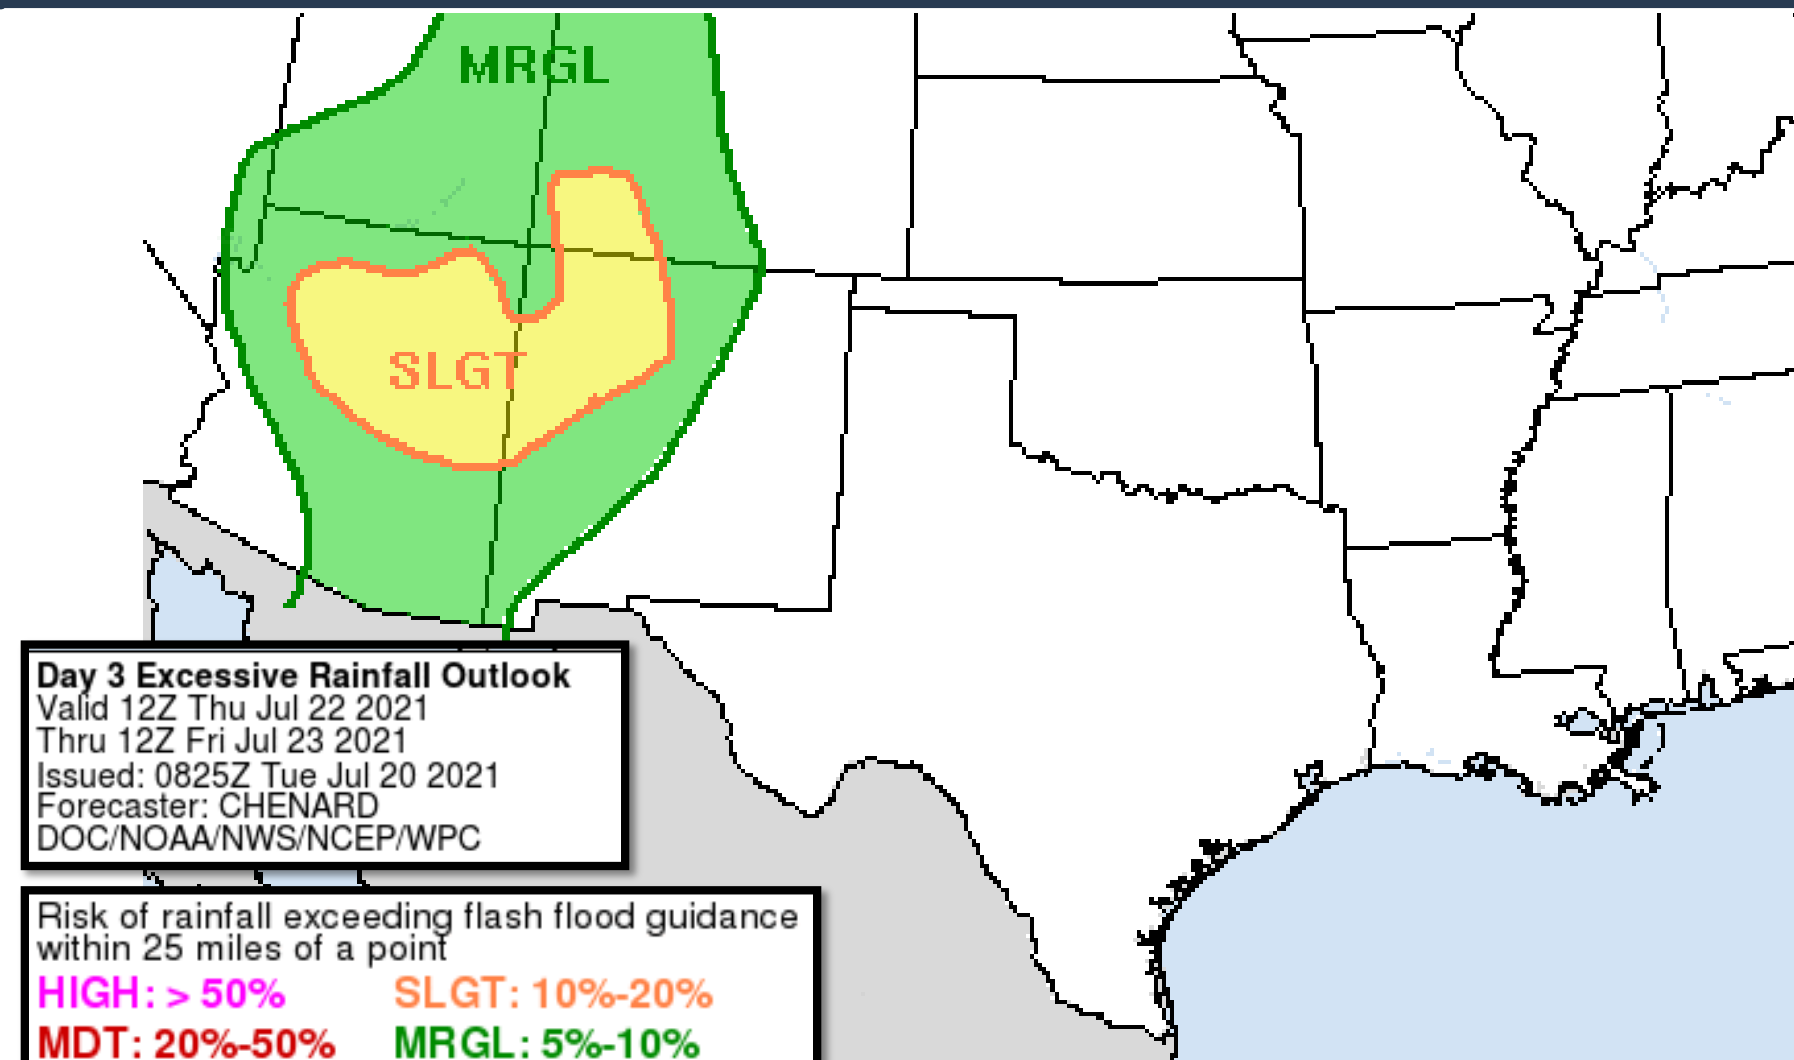 MRGL
SLGT
Day 3 Excessive Rainfall Outlook
Valid 12Z Thu Jul 22 2021
Thru 12Z Fri Jul 23 2021
Issued: 0825Z Tue Jul 20 2021
Forecaster: CHENARD
DOC/NOAA/NWS/NCEP/WPC
Risk of rainfall exceeding flash flood guidance
within 25 miles of a point
HIGH: > 50% SLGT: 10%-20%
MDT: 20%-50% MRGL: 5%-10%